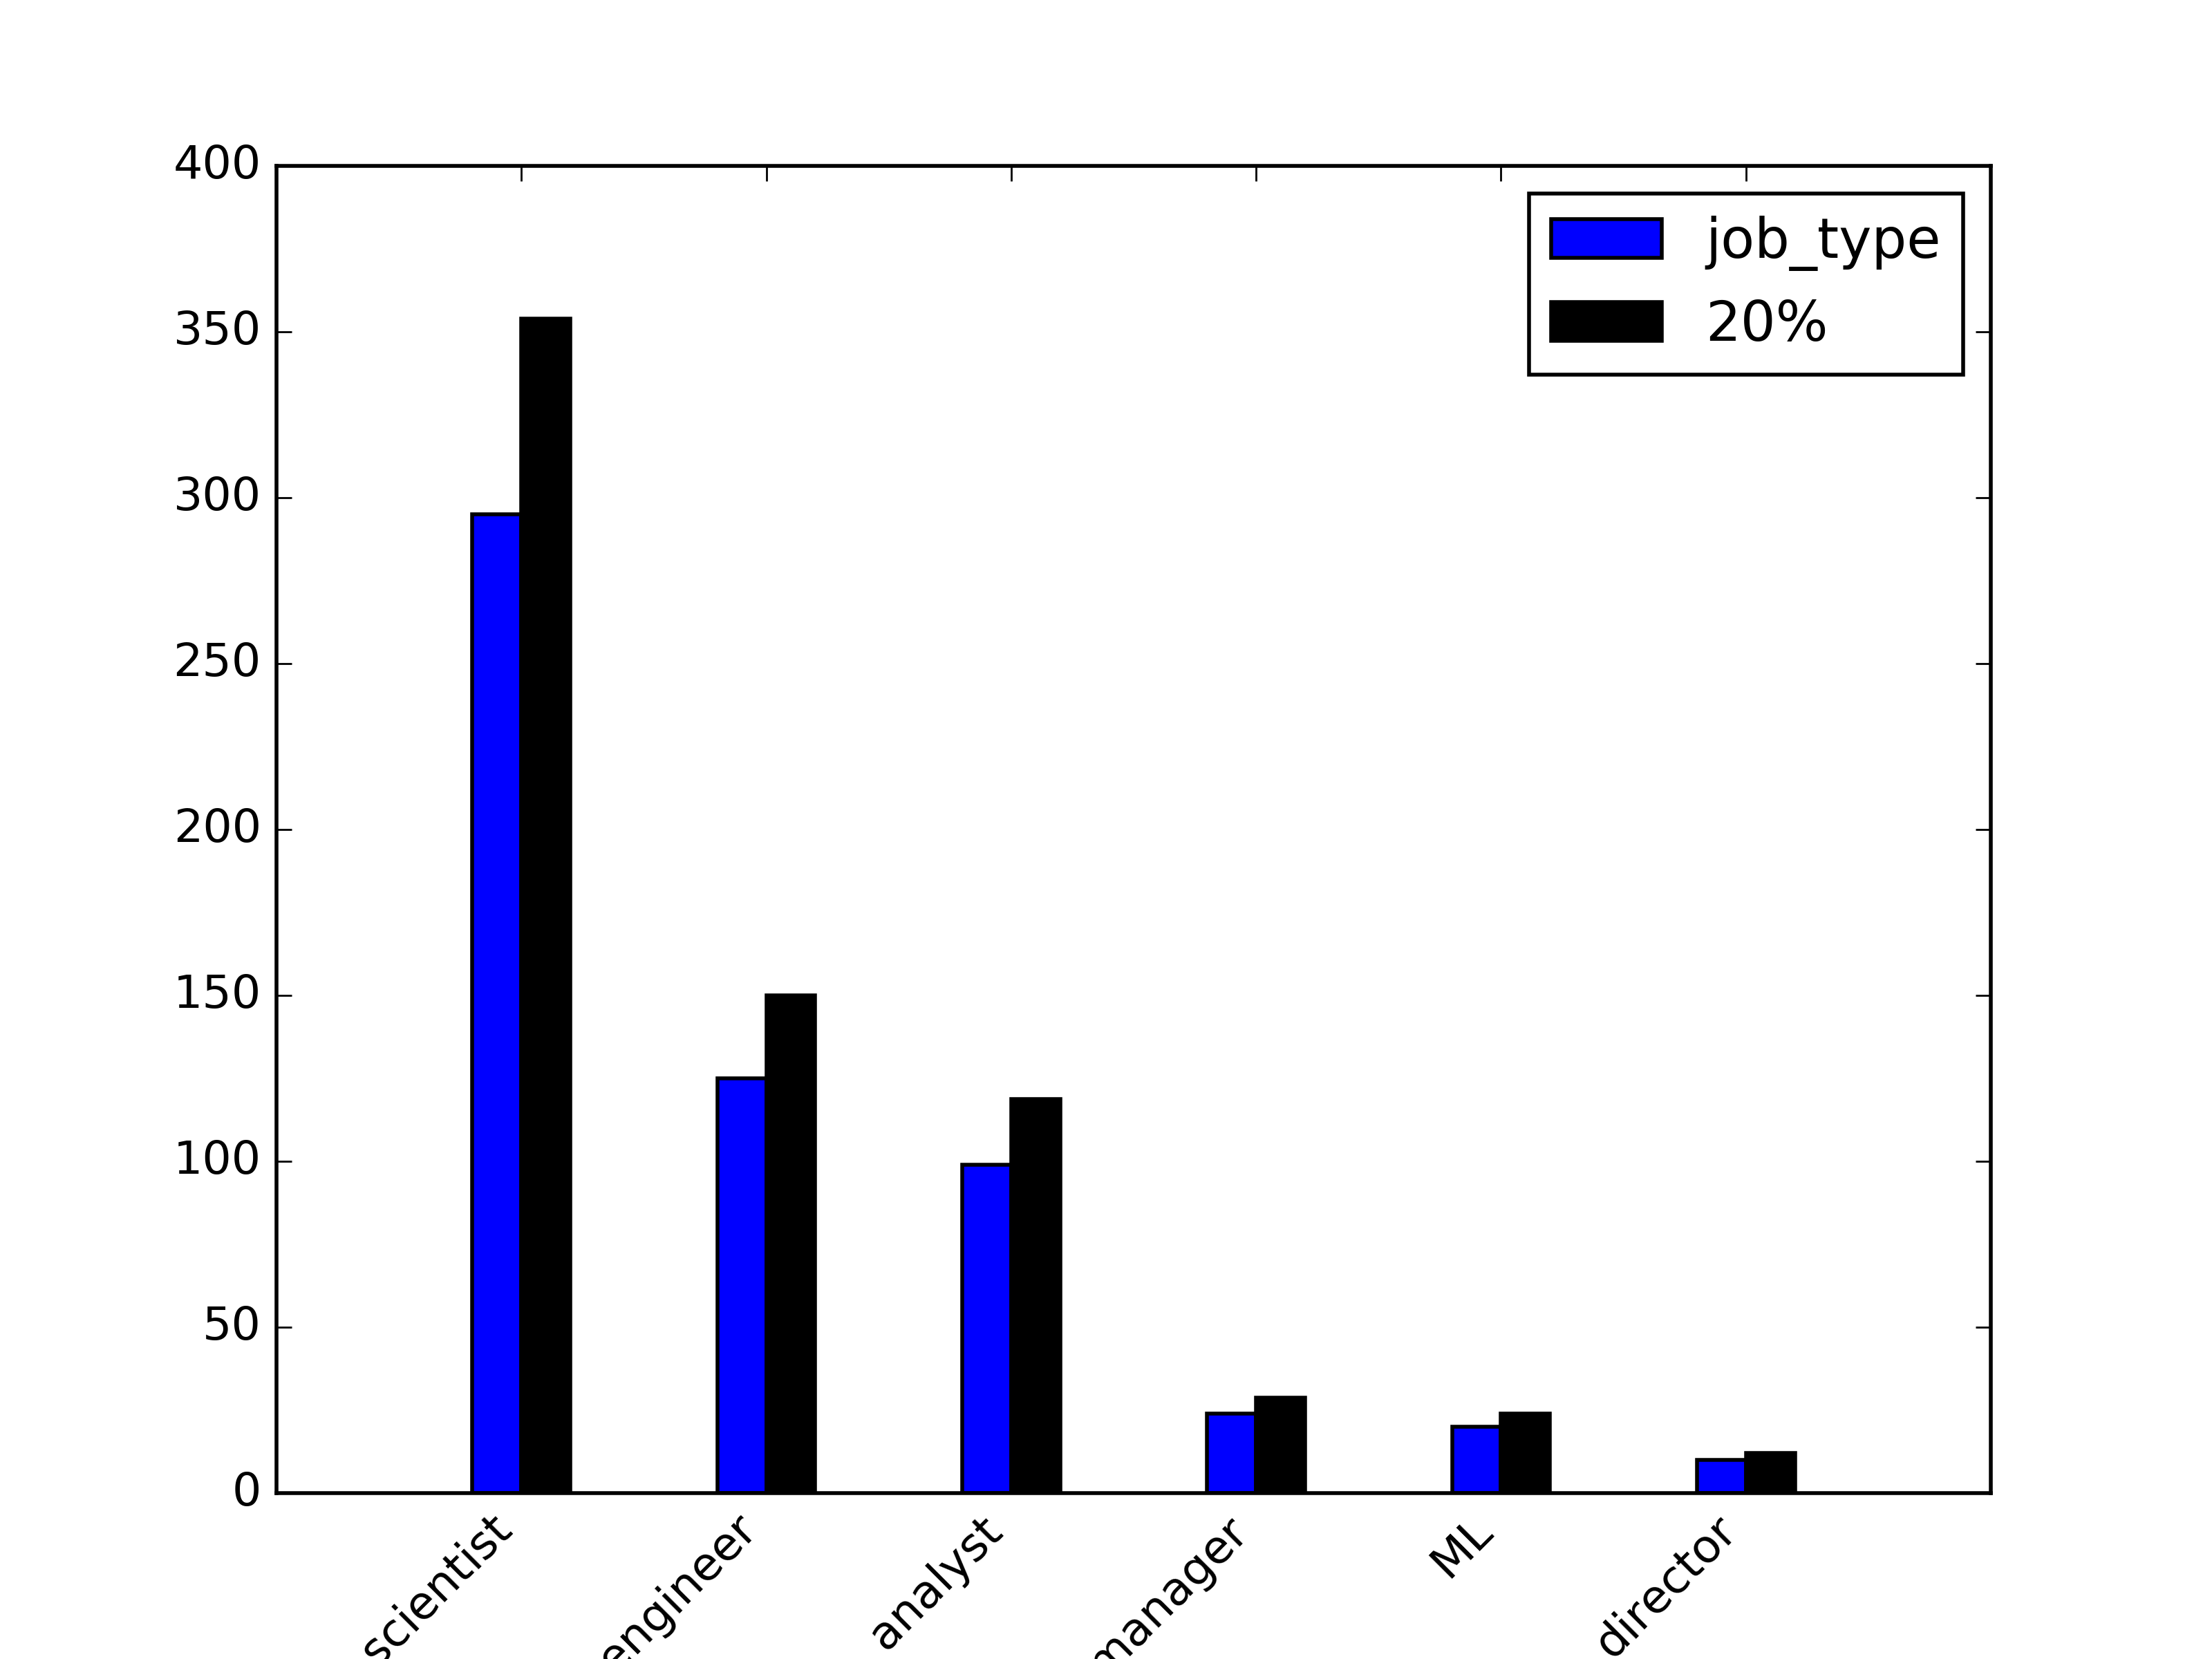 400
350
300
250
200
150
100
50
0
job_type
20%
scientist
engineer
analyst
manager
ML
director